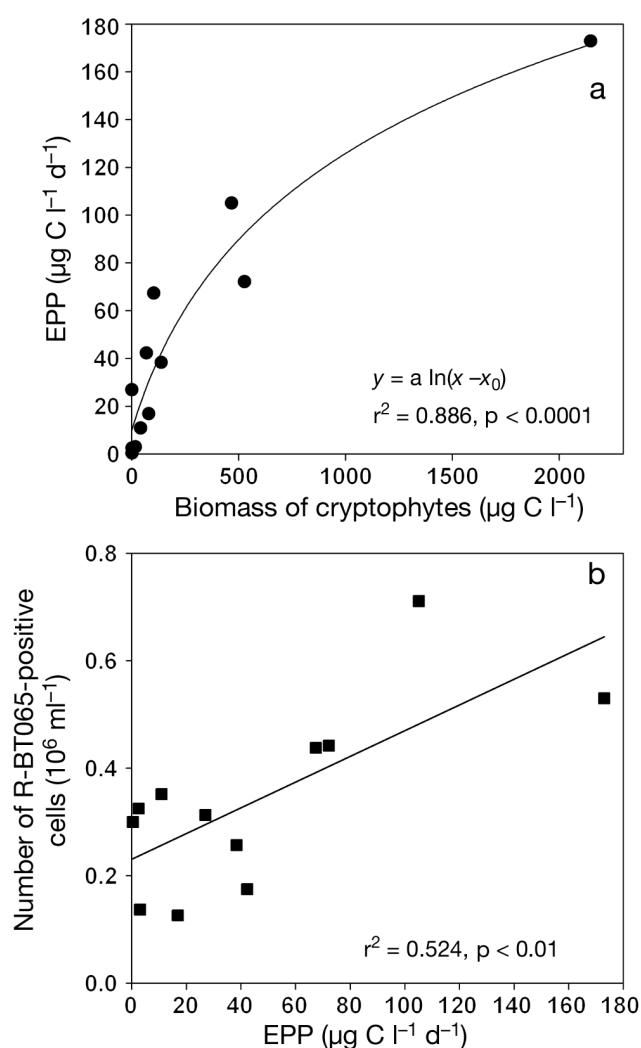 180
160
140
120
100
80
60
40
20
0
EPP (µg C l⁻¹ d⁻¹)
a
y = a ln(x –x₀)
r² = 0.886, p < 0.0001
0 500 1000 1500 2000
Biomass of cryptophytes (µg C l⁻¹)
0.8
0.6
0.4
0.2
0.0
Number of R-BT065-positive
cells (10⁶ ml⁻¹)
b
r² = 0.524, p < 0.01
0 20 40 60 80 100 120 140 160 180
EPP (µg C l⁻¹ d⁻¹)